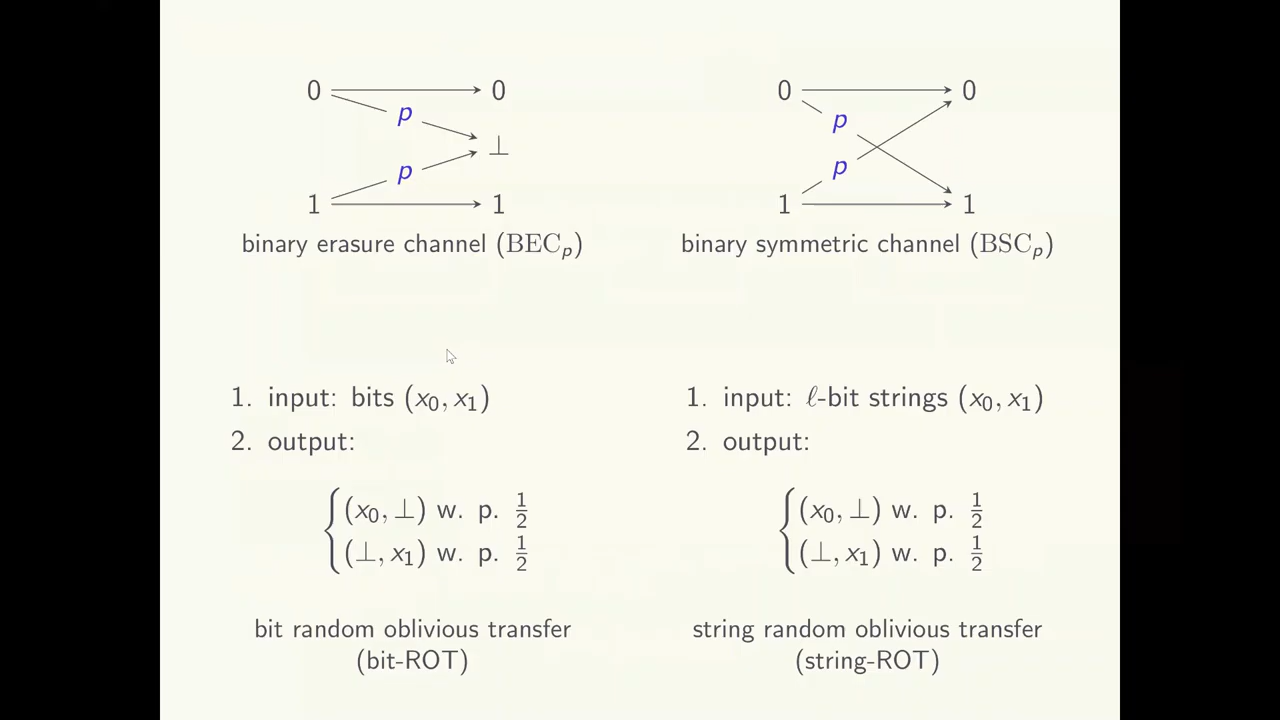 0 0
p
⊥
p
1 1
binary erasure channel (BEC_p)
0 0
p
p
1 1
binary symmetric channel (BSC_p)
1. input: bits (x_0, x_1)
2. output:
(x_0, ⊥) w. p. 1/2
(⊥, x_1) w. p. 1/2
bit random oblivious transfer
(bit-ROT)
1. input: ℓ-bit strings (x_0, x_1)
2. output:
(x_0, ⊥) w. p. 1/2
(⊥, x_1) w. p. 1/2
string random oblivious transfer
(string-ROT)